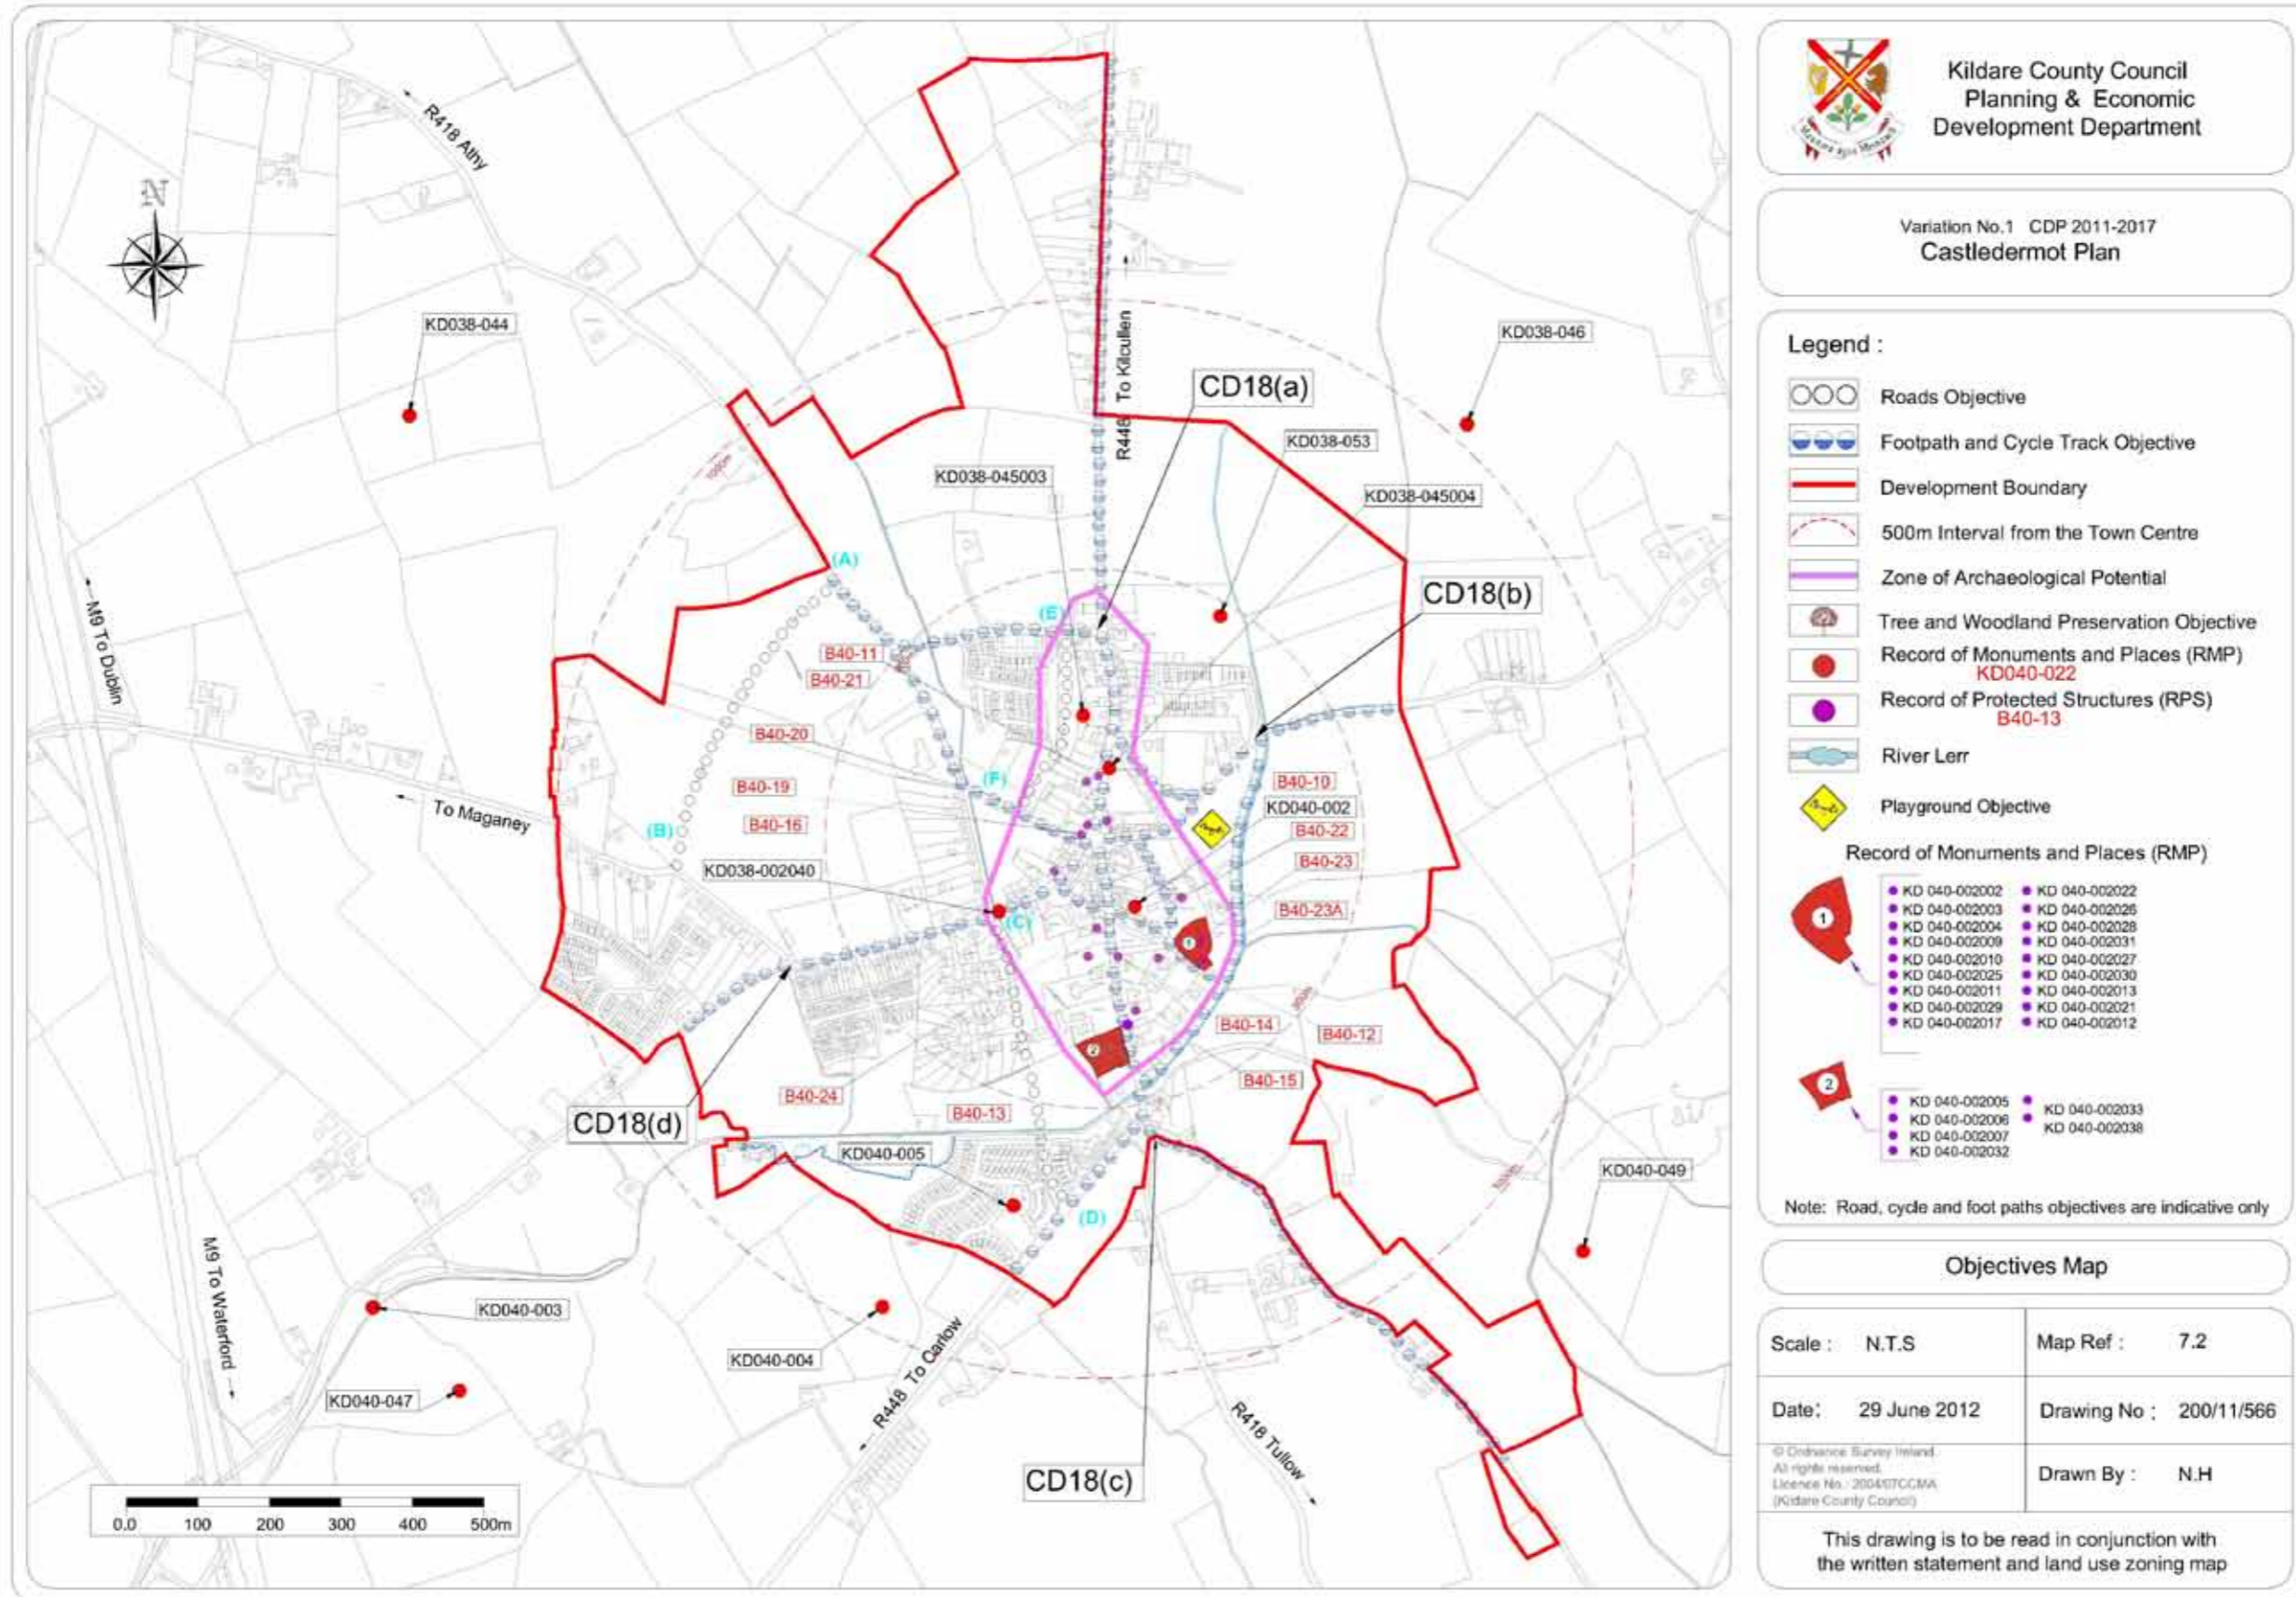 N
R418 Athy
KD038-044
KD038-046
R448 To Kilcullen
CD18(a)
KD038-053
KD038-045003
KD038-045004
1000m
(A)
CD18(b)
M9 To Dublin
(E)
B40-11
B40-21
B40-20
(F)
B40-19
B40-10
To Maganey
KD040-002
B40-16
(B)
B40-22
B40-23
KD038-002040
B40-23A
(C)
1
B40-14
B40-12
2
B40-15
B40-24
B40-13
CD18(d)
KD040-005
KD040-049
(D)
M9 To Waterford
KD040-003
KD040-004
R448 To Carlow
KD040-047
R418 Tullow
CD18(c)
0.0 100 200 300 400 500m
Kildare County Council
Planning & Economic
Development Department
Variation No.1 CDP 2011-2017
Castledermot Plan
Legend :
Roads Objective
Footpath and Cycle Track Objective
Development Boundary
500m Interval from the Town Centre
Zone of Archaeological Potential
Tree and Woodland Preservation Objective
Record of Monuments and Places (RMP)
KD040-022
Record of Protected Structures (RPS)
B40-13
River Lerr
Playground Objective
Record of Monuments and Places (RMP)
1
KD 040-002002 KD 040-002022
KD 040-002003 KD 040-002026
KD 040-002004 KD 040-002028
KD 040-002009 KD 040-002031
KD 040-002010 KD 040-002027
KD 040-002025 KD 040-002030
KD 040-002011 KD 040-002013
KD 040-002029 KD 040-002021
KD 040-002017 KD 040-002012
2
KD 040-002005
KD 040-002033
KD 040-002006
KD 040-002038
KD 040-002007
KD 040-002032
Note: Road, cycle and foot paths objectives are indicative only
Objectives Map
Scale : N.T.S
Map Ref : 7.2
Date: 29 June 2012
Drawing No : 200/11/566
© Ordnance Survey Ireland.
All rights reserved.
Licence No.: 2004/07CCMA
(Kildare County Council)
Drawn By : N.H
This drawing is to be read in conjunction with
the written statement and land use zoning map